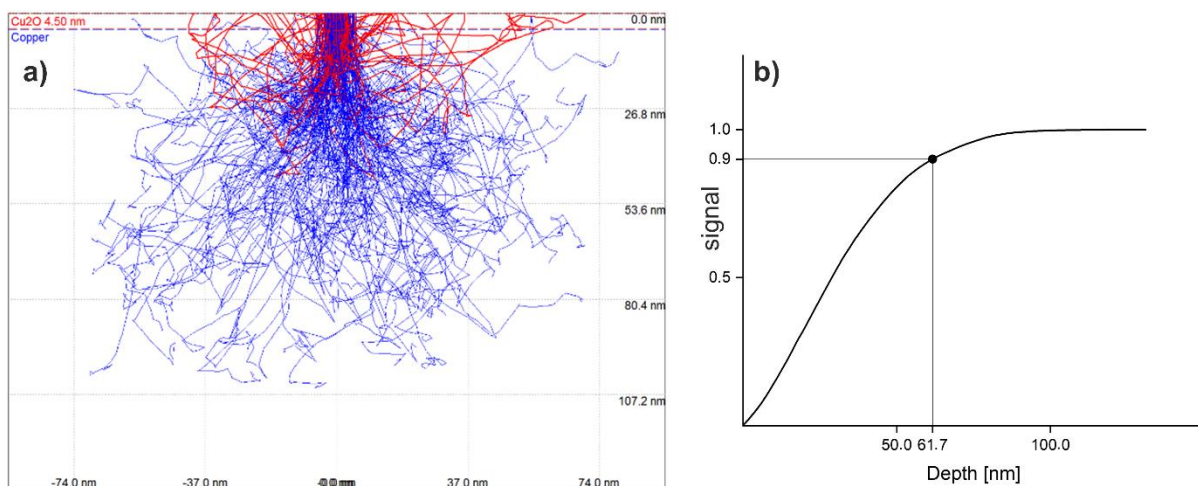 Cu2O 4.50 nm
0.0 nm
Copper
a)
26.8 nm
53.6 nm
80.4 nm
107.2 nm
-74.0 nm
-37.0 nm
37.0 nm
74.0 nm
b)
1.0
0.9
signal
0.5
50.0
61.7
100.0
Depth [nm]